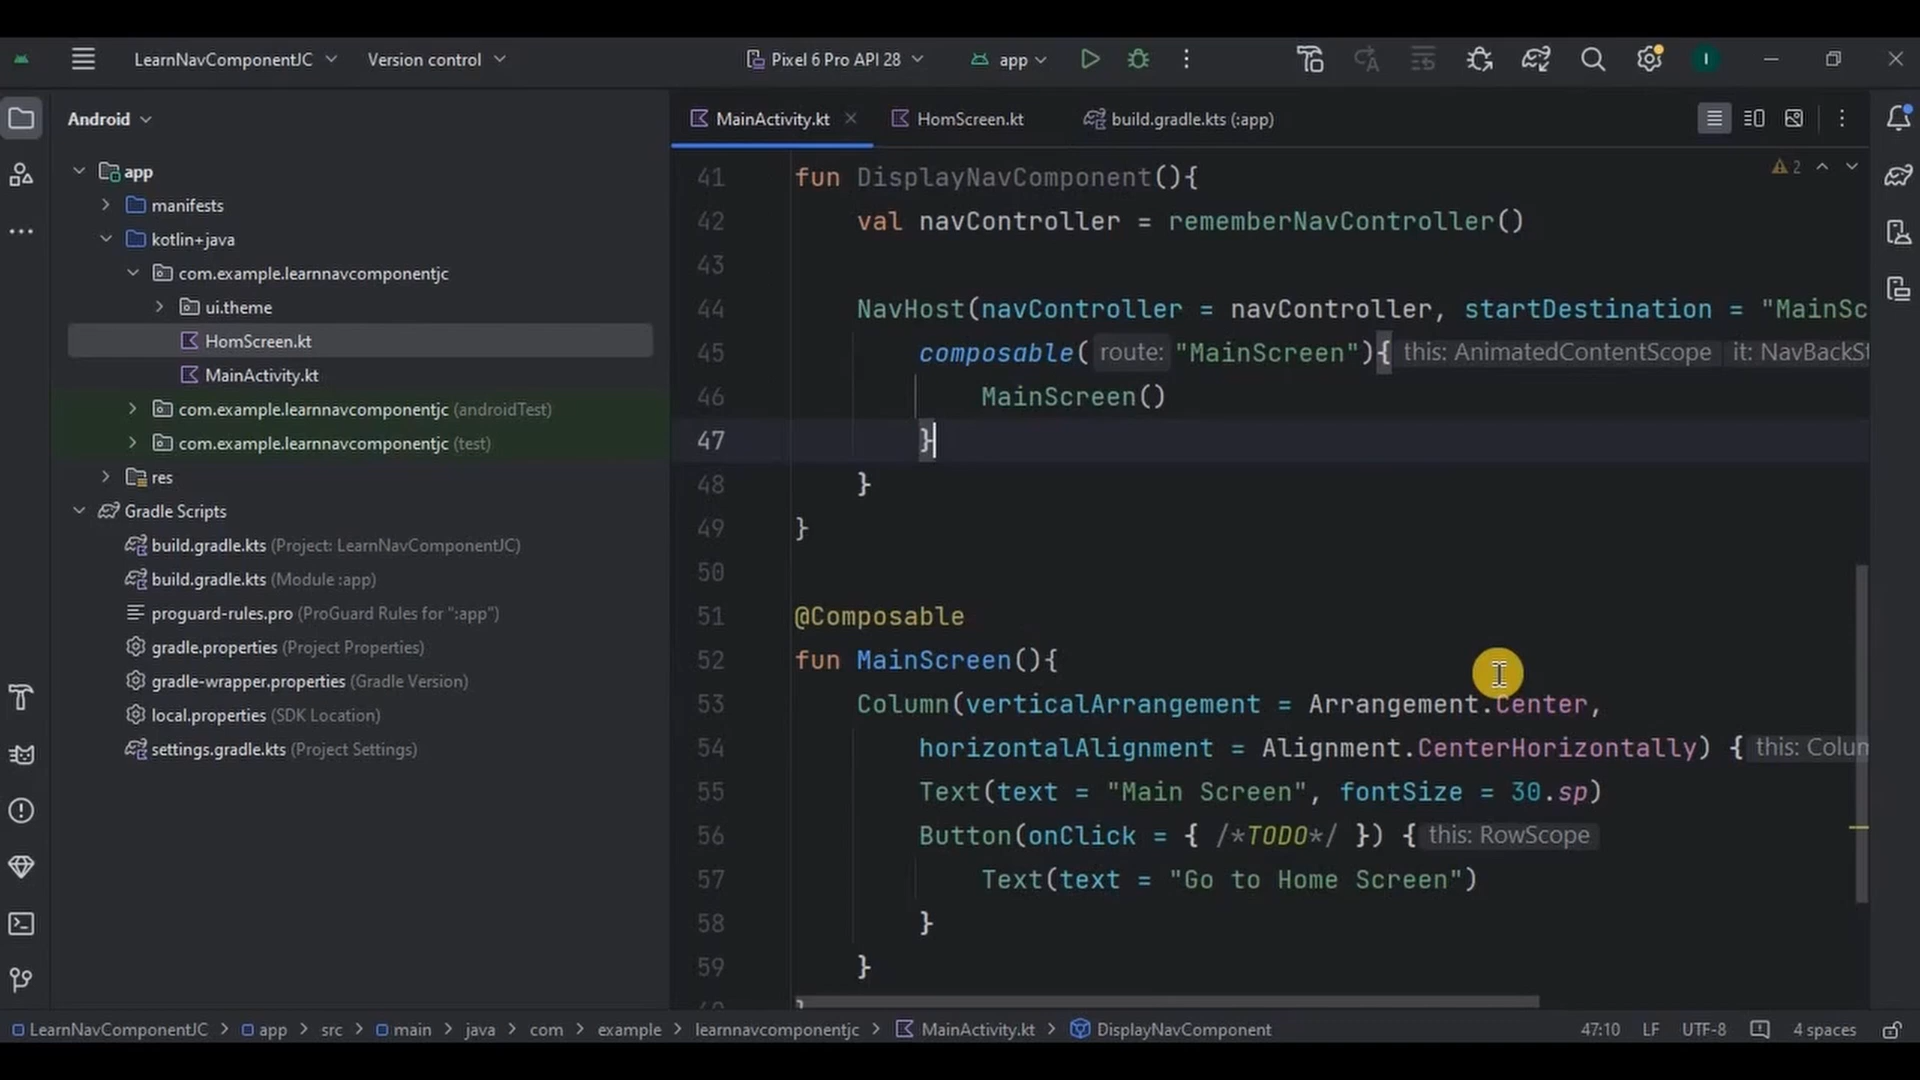 LearnNavComponentJC
Version control
Pixel 6 Pro API 28
app
I
Android
MainActivity.kt
HomScreen.kt
build.gradle.kts (:app)
app
manifests
kotlin+java
com.example.learnnavcomponentjc
ui.theme
HomScreen.kt
MainActivity.kt
com.example.learnnavcomponentjc (androidTest)
com.example.learnnavcomponentjc (test)
res
Gradle Scripts
build.gradle.kts (Project: LearnNavComponentJC)
build.gradle.kts (Module :app)
proguard-rules.pro (ProGuard Rules for ":app")
gradle.properties (Project Properties)
gradle-wrapper.properties (Gradle Version)
local.properties (SDK Location)
settings.gradle.kts (Project Settings)
2
41 fun DisplayNavComponent(){
42 val navController = rememberNavController()
43
44 NavHost(navController = navController, startDestination = "MainSc
45 composable( route: "MainScreen"){ this: AnimatedContentScope it: NavBackSt
46 MainScreen()
47 }
48 }
49 }
50
51 @Composable
52 fun MainScreen(){
53 Column(verticalArrangement = Arrangement.Center,
54 horizontalAlignment = Alignment.CenterHorizontally) { this: Colum
55 Text(text = "Main Screen", fontSize = 30.sp)
56 Button(onClick = { /*TODO*/ }) { this: RowScope
57 Text(text = "Go to Home Screen")
58 }
59 }
LearnNavComponentJC > app > src > main > java > com > example > learnnavcomponentjc > MainActivity.kt > DisplayNavComponent
47:10 LF UTF-8 4 spaces